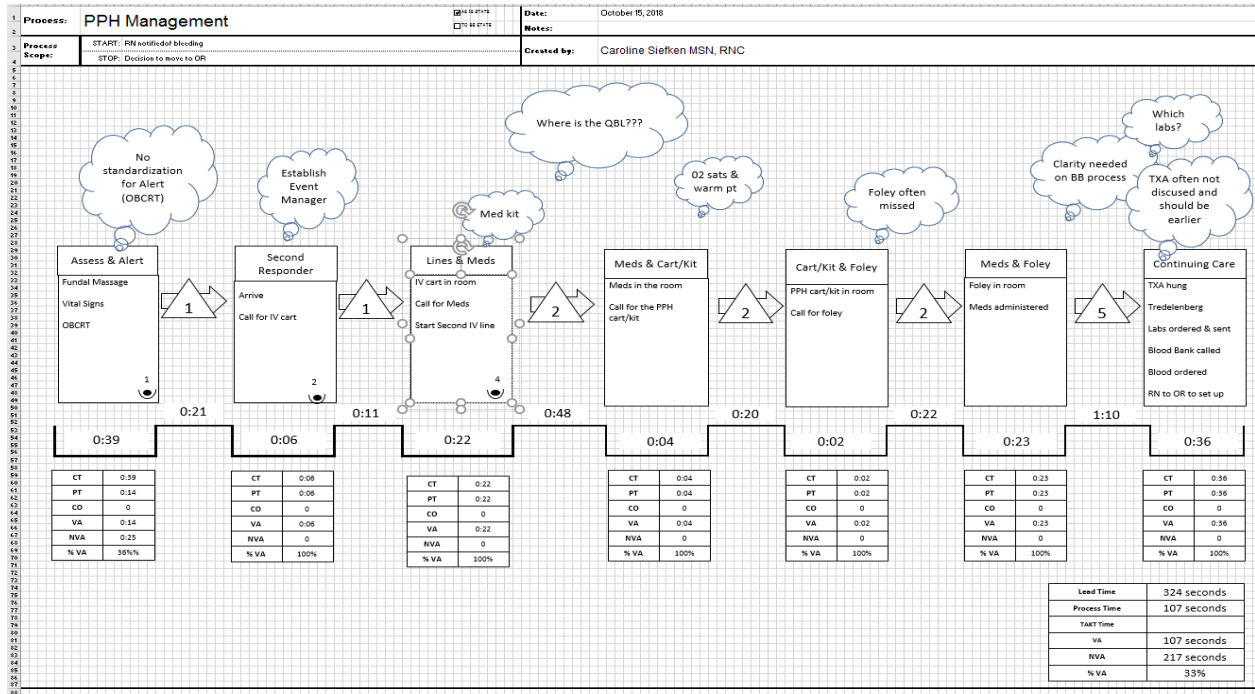 Process:
PPH Management
AS IS STATE
TO BE STATE
Date:
October 15, 2018
Notes:
Process
Scope:
START: RN notifiedof bleeding
STOP: Decision to move to OR
Created by:
Caroline Siefken MSN, RNC
No
standardization
for Alert
(OBCRT)
Establish
Event
Manager
Where is the QBL???
Med kit
02 sats &
warm pt
Foley often
missed
Clarity needed
on BB process
Which
labs?
TXA often not
discused and
should be
earlier
Assess & Alert
Fundal Massage
Vital Signs
OBCRT
1
1
Second
Responder
Arrive
Call for IV cart
2
1
Lines & Meds
IV cart in room
Call for Meds
Start Second IV line
4
2
Meds & Cart/Kit
Meds in the room
Call for the PPH
cart/kit
2
Cart/Kit & Foley
PPH cart/kit in room
Call for foley
2
Meds & Foley
Foley in room
Meds administered
5
Continuing Care
TXA hung
Tredelenberg
Labs ordered & sent
Blood Bank called
Blood ordered
RN to OR to set up
0:21
0:11
0:48
0:20
0:22
1:10
0:39
0:06
0:22
0:04
0:02
0:23
0:36
CT 0:39
PT 0:14
CO 0
VA 0:14
NVA 0:25
% VA 36%%
CT 0:06
PT 0:06
CO 0
VA 0:06
NVA 0
% VA 100%
CT 0:22
PT 0:22
CO 0
VA 0:22
NVA 0
% VA 100%
CT 0:04
PT 0:04
CO 0
VA 0:04
NVA 0
% VA 100%
CT 0:02
PT 0:02
CO 0
VA 0:02
NVA 0
% VA 100%
CT 0:23
PT 0:23
CO 0
VA 0:23
NVA 0
% VA 100%
CT 0:36
PT 0:36
CO 0
VA 0:36
NVA 0
% VA 100%
Lead Time 324 seconds
Process Time 107 seconds
TAKT Time
VA 107 seconds
NVA 217 seconds
% VA 33%